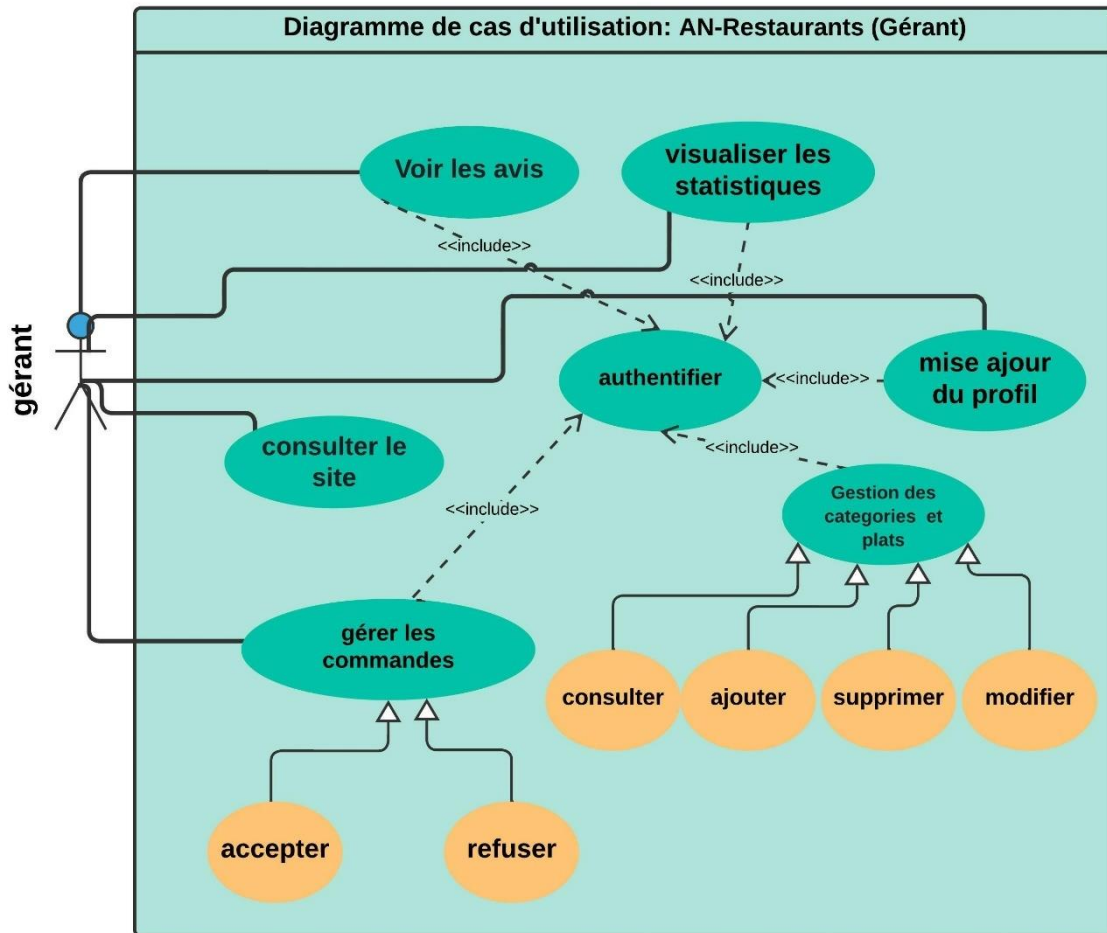 Diagramme de cas d'utilisation: AN-Restaurants (Gérant)
Voir les avis
visualiser les
statistiques
<<include>>
<<include>>
gérant
authentifier
<<include>>
mise ajour
du profil
consulter le
site
<<include>>
Gestion des
categories et
plats
<<include>>
gérer les
commandes
consulter
ajouter
supprimer
modifier
accepter
refuser